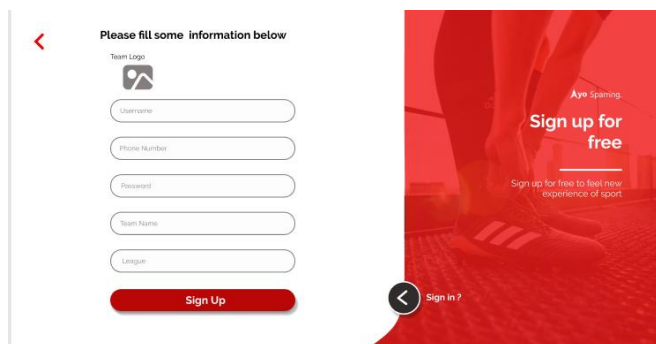 Please fill some information below
Team Logo
Username
Phone Number
Password
Team Name
League
Sign Up
Ayo Sparring.
Sign up for
free
Sign up for free to feel new
experience of sport
Sign in ?